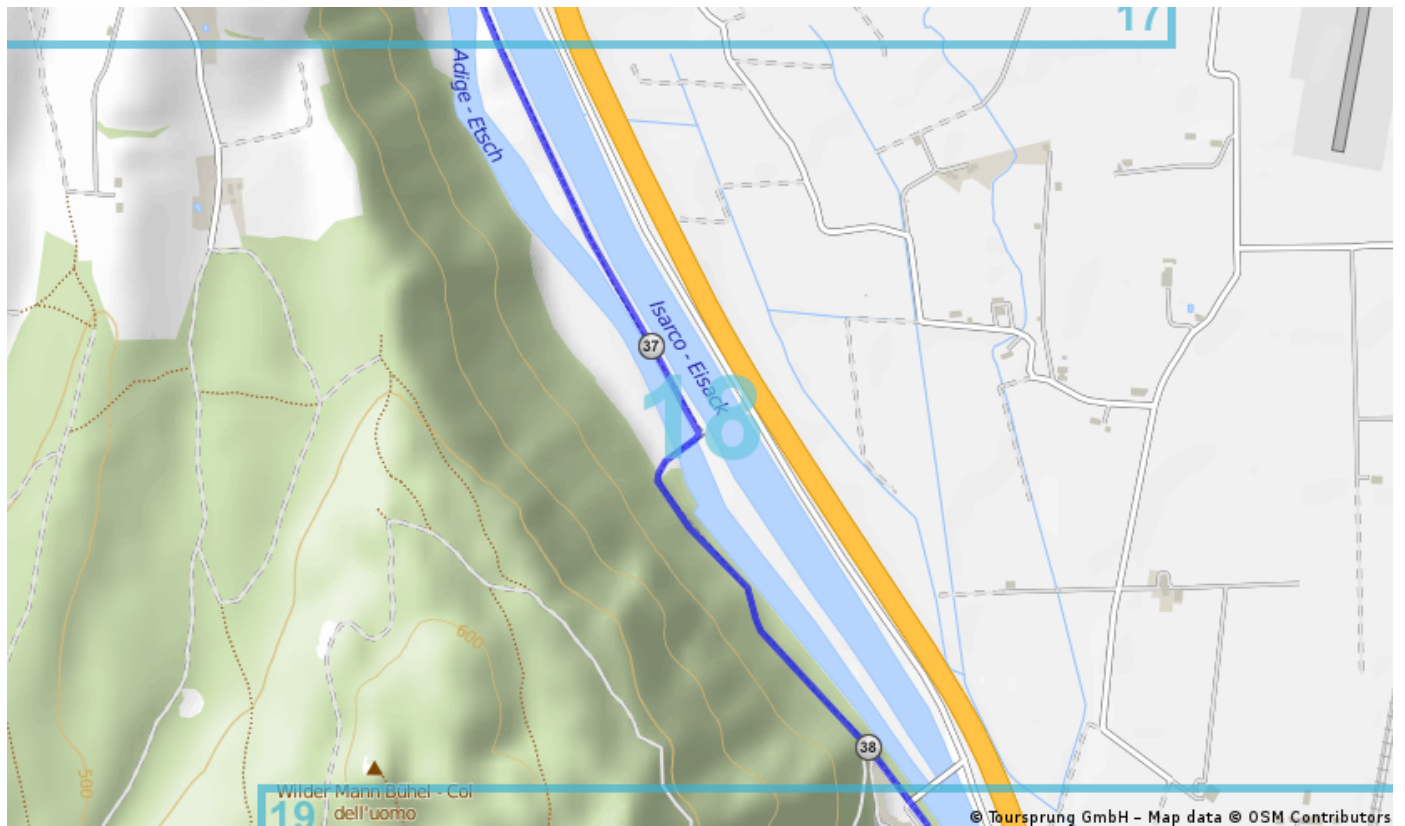 17
Adige - Etsch
Isarco - Eisack
37
18
600
38
500
Wilder Mann Bühel - Col
dell'uomo
19
© Toursprung GmbH – Map data © OSM Contributors